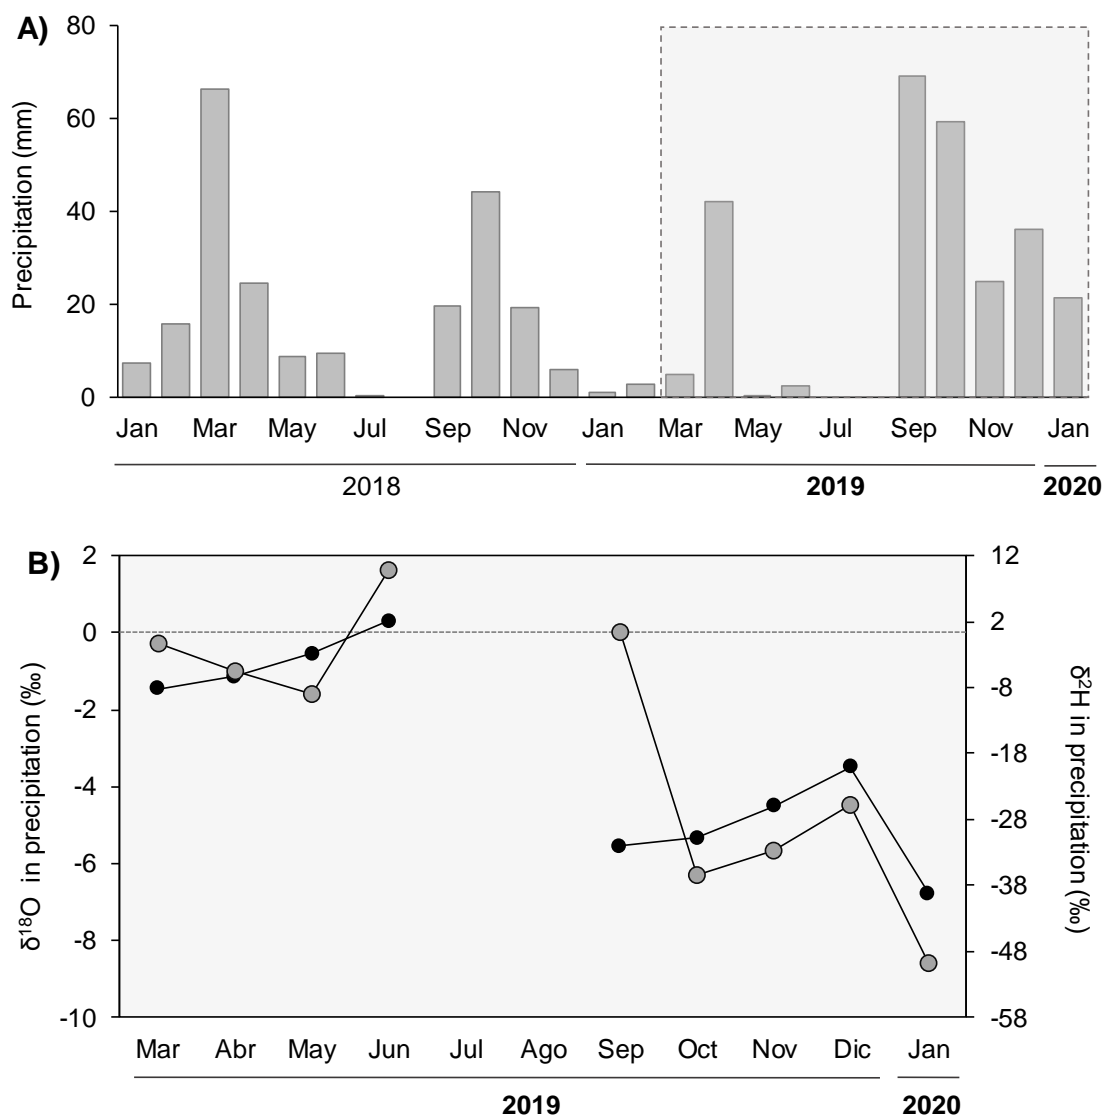 A)
Precipitation (mm)
80
60
40
20
0
Jan Mar May Jul Sep Nov Jan Mar May Jul Sep Nov Jan
2018 2019 2020
B)
δ¹⁸O in precipitation (‰)
2
0
-2
-4
-6
-8
-10
12
2
-8
-18
-28
-38
-48
-58
δ²H in precipitation (‰)
Mar Abr May Jun Jul Ago Sep Oct Nov Dic Jan
2019 2020